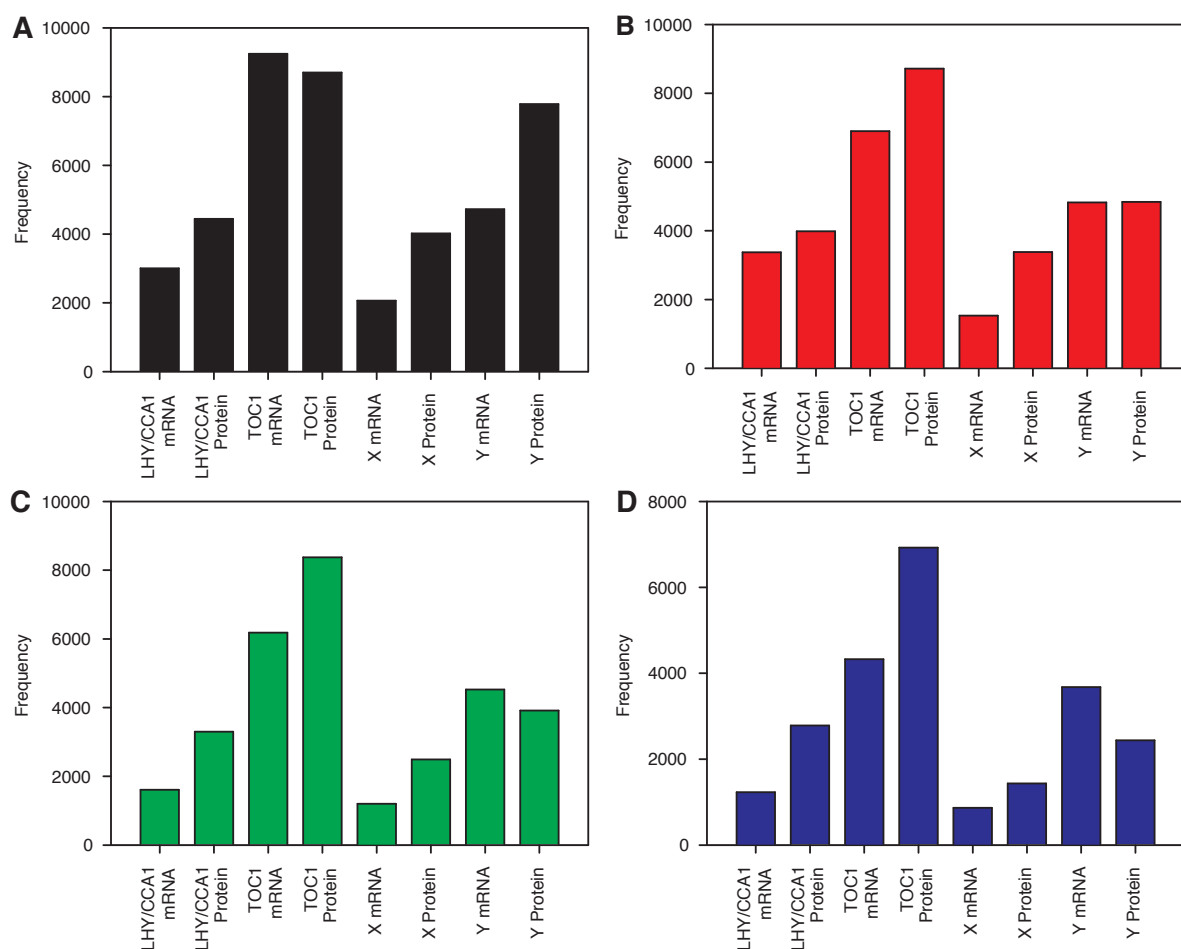 A
10000
8000
6000
4000
2000
0
Frequency
LHY/CCA1
mRNA
LHY/CCA1
Protein
TOC1
mRNA
TOC1
Protein
X mRNA
X Protein
Y mRNA
Y Protein
B
10000
8000
6000
4000
2000
0
Frequency
LHY/CCA1
mRNA
LHY/CCA1
Protein
TOC1
mRNA
TOC1
Protein
X mRNA
X Protein
Y mRNA
Y Protein
C
10000
8000
6000
4000
2000
0
Frequency
LHY/CCA1
mRNA
LHY/CCA1
Protein
TOC1
mRNA
TOC1
Protein
X mRNA
X Protein
Y mRNA
Y Protein
D
8000
6000
4000
2000
0
Frequency
LHY/CCA1
mRNA
LHY/CCA1
Protein
TOC1
mRNA
TOC1
Protein
X mRNA
X Protein
Y mRNA
Y Protein